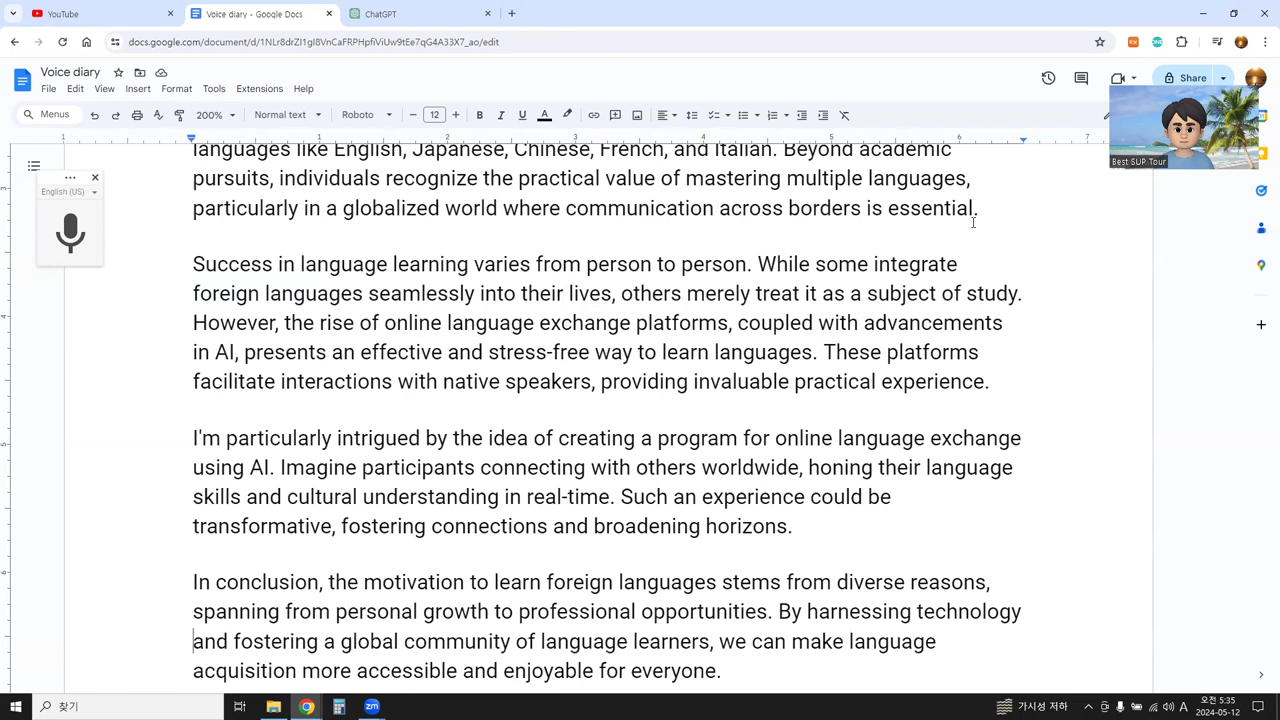 YouTube
Voice diary - Google Docs
ChatGPT
docs.google.com/document/d/1NLr8drZI1gI8VnCaFRPHpfiViUw9tEe7qG4A33X7_ao/edit
Voice diary
File Edit View Insert Format Tools Extensions Help
Share
Menus
200%
Normal text
Roboto
12
B I U A
1 1 2 3 4 5 6 7
Best SUP Tour
English (US)
languages like English, Japanese, Chinese, French, and Italian. Beyond academic
pursuits, individuals recognize the practical value of mastering multiple languages,
particularly in a globalized world where communication across borders is essential.
Success in language learning varies from person to person. While some integrate
foreign languages seamlessly into their lives, others merely treat it as a subject of study.
However, the rise of online language exchange platforms, coupled with advancements
in AI, presents an effective and stress-free way to learn languages. These platforms
facilitate interactions with native speakers, providing invaluable practical experience.
I'm particularly intrigued by the idea of creating a program for online language exchange
using AI. Imagine participants connecting with others worldwide, honing their language
skills and cultural understanding in real-time. Such an experience could be
transformative, fostering connections and broadening horizons.
In conclusion, the motivation to learn foreign languages stems from diverse reasons,
spanning from personal growth to professional opportunities. By harnessing technology
and fostering a global community of language learners, we can make language
acquisition more accessible and enjoyable for everyone.
찾기
가시성 저하
A
오전 5:35
2024-05-12